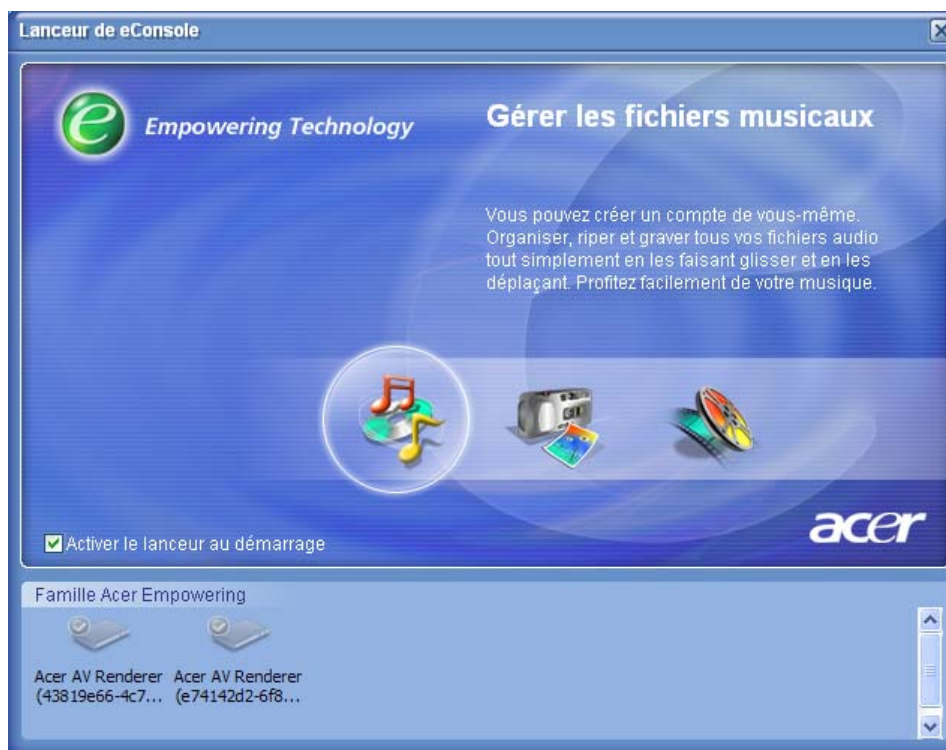 Lanceur de eConsole
e Empowering Technology
Gérer les fichiers musicaux
Vous pouvez créer un compte de vous-même.
Organiser, riper et graver tous vos fichiers audio
tout simplement en les faisant glisser et en les
déplaçant. Profitez facilement de votre musique.
acer
Activer le lanceur au démarrage
Famille Acer Empowering
Acer AV Renderer
(43819e66-4c7...
Acer AV Renderer
(e74142d2-6f8...